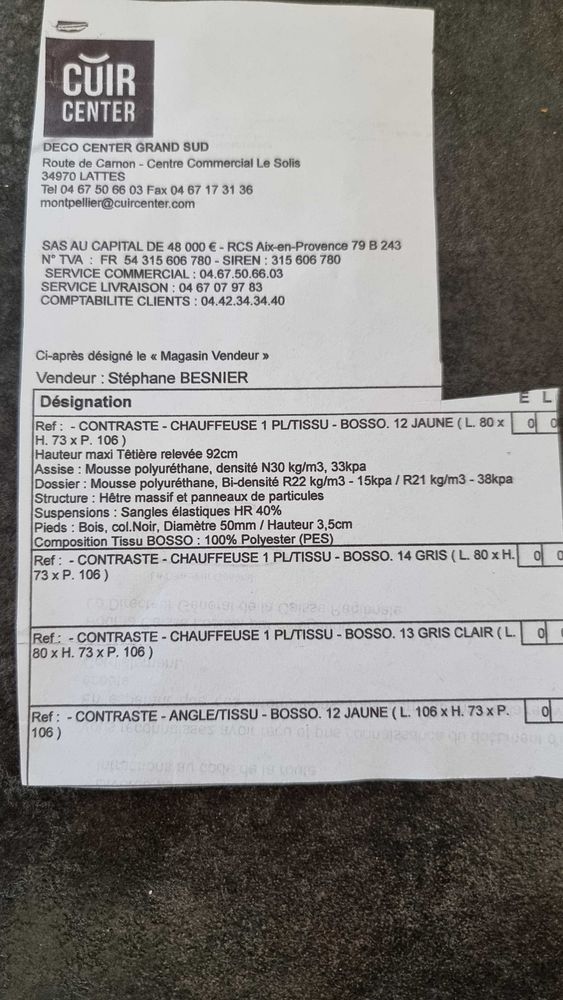 CUIR
CENTER
DECO CENTER GRAND SUD
Route de Carnon - Centre Commercial Le Solis
34970 LATTES
Tel 04 67 50 66 03 Fax 04 67 17 31 36
montpellier@cuircenter.com
SAS AU CAPITAL DE 48 000 € - RCS Aix-en-Provence 79 B 243
N° TVA : FR 54 315 606 780 - SIREN : 315 606 780
SERVICE COMMERCIAL : 04.67.50.66.03
SERVICE LIVRAISON : 04 67 07 97 83
COMPTABILITE CLIENTS : 04.42.34.34.40
Ci-après désigné le « Magasin Vendeur »
Vendeur : Stéphane BESNIER
Désignation E L
Ref : - CONTRASTE - CHAUFFEUSE 1 PL/TISSU - BOSSO. 12 JAUNE ( L. 80 x 0 0
H. 73 x P. 106 )
Hauteur maxi Têtière relevée 92cm
Assise : Mousse polyuréthane, densité N30 kg/m3, 33kpa
Dossier : Mousse polyuréthane, Bi-densité R22 kg/m3 - 15kpa / R21 kg/m3 - 38kpa
Structure : Hêtre massif et panneaux de particules
Suspensions : Sangles élastiques HR 40%
Pieds : Bois, col.Noir, Diamètre 50mm / Hauteur 3,5cm
Composition Tissu BOSSO : 100% Polyester (PES)
Ref : - CONTRASTE - CHAUFFEUSE 1 PL/TISSU - BOSSO. 14 GRIS ( L. 80 x H. 0 0
73 x P. 106 )
Ref : - CONTRASTE - CHAUFFEUSE 1 PL/TISSU - BOSSO. 13 GRIS CLAIR ( L. 0
80 x H. 73 x P. 106 )
Ref : - CONTRASTE - ANGLE/TISSU - BOSSO. 12 JAUNE ( L. 106 x H. 73 x P. 0
106 )